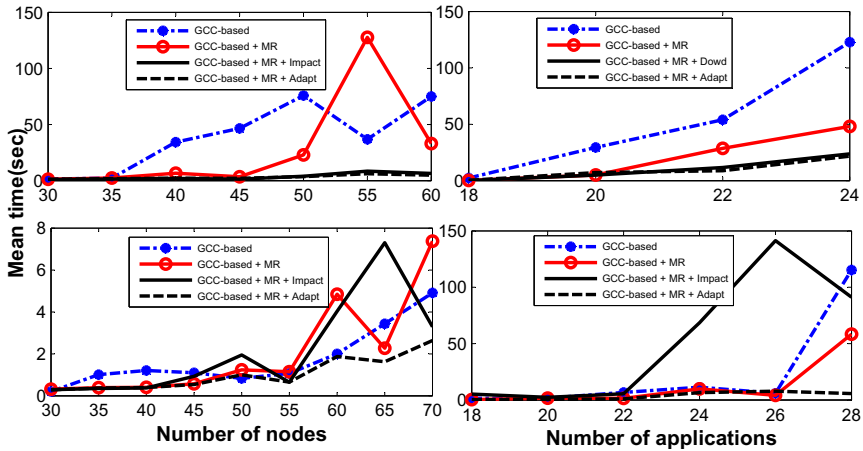 150
100
50
0
30
35
40
45
50
55
60
GCC-based
GCC-based + MR
GCC-based + MR + Impact
GCC-based + MR + Adapt
150
100
50
0
18
20
22
24
GCC-based
GCC-based + MR
GCC-based + MR + Dowd
GCC-based + MR + Adapt
Mean time(sec)
8
6
4
2
0
30
35
40
45
50
55
60
65
70
GCC-based
GCC-based + MR
GCC-based + MR + Impact
GCC-based + MR + Adapt
Number of nodes
150
100
50
0
18
20
22
24
26
28
GCC-based
GCC-based + MR
GCC-based + MR + Impact
GCC-based + MR + Adapt
Number of applications